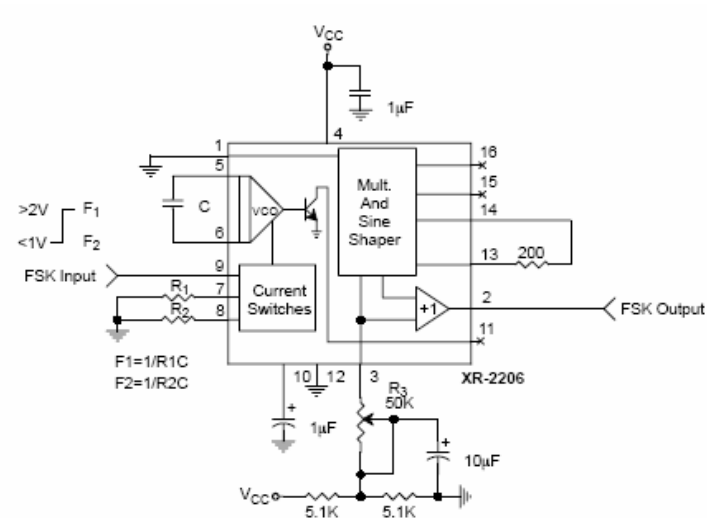 VCC
1µF
4
1
5
16
15
14
13
200
Mult.
And
Sine
Shaper
C
VCO
>2V
F1
<1V
F2
6
9
FSK Input
R1
7
R2
8
Current
Switches
+1
2
FSK Output
11
F1=1/R1C
F2=1/R2C
10
12
3
XR-2206
R3
50K
1µF
+
+
10µF
VCC
5.1K
5.1K